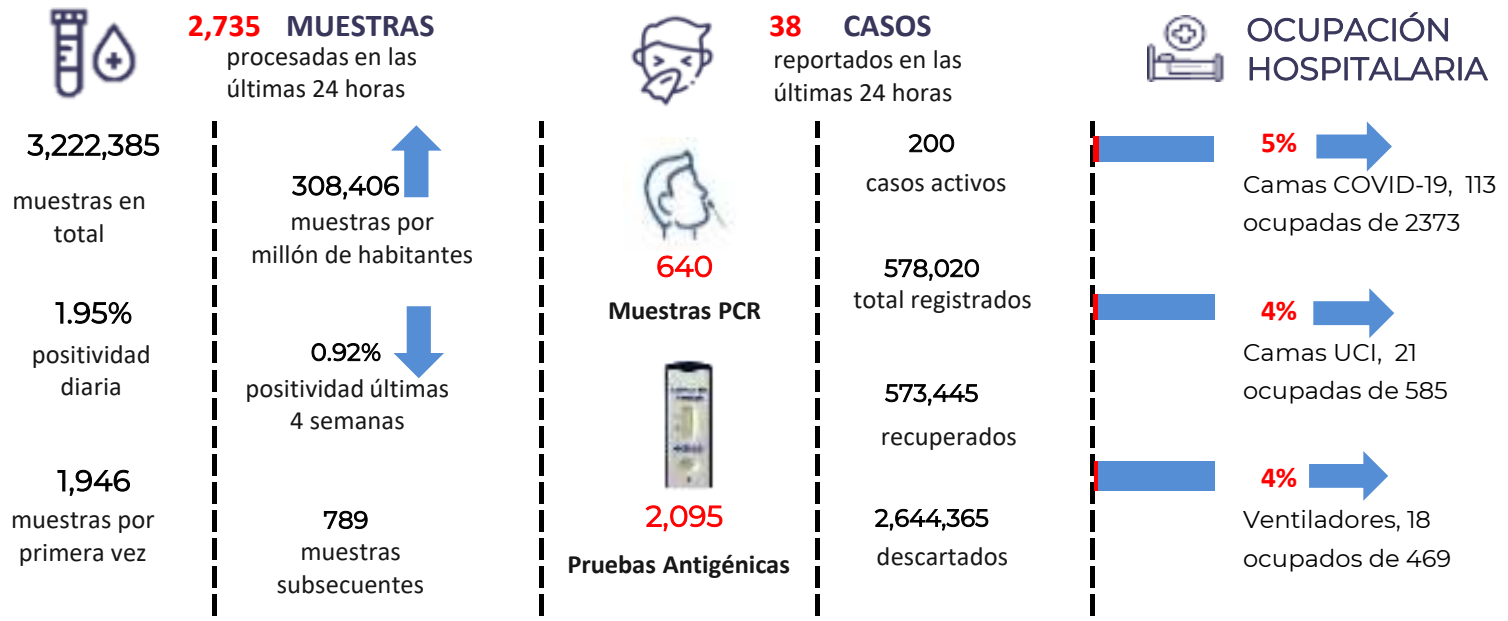 2,735 MUESTRAS
procesadas en las
últimas 24 horas
3,222,385
muestras en
total
1.95%
positividad
diaria
1,946
muestras por
primera vez
308,406
muestras por
millón de habitantes
0.92%
positividad últimas
4 semanas
789
muestras
subsecuentes
38 CASOS
reportados en las
últimas 24 horas
640
Muestras PCR
2,095
Pruebas Antigénicas
200
casos activos
578,020
total registrados
573,445
recuperados
2,644,365
descartados
OCUPACIÓN
HOSPITALARIA
5%
Camas COVID-19, 113
ocupadas de 2373
4%
Camas UCI, 21
ocupadas de 585
4%
Ventiladores, 18
ocupados de 469